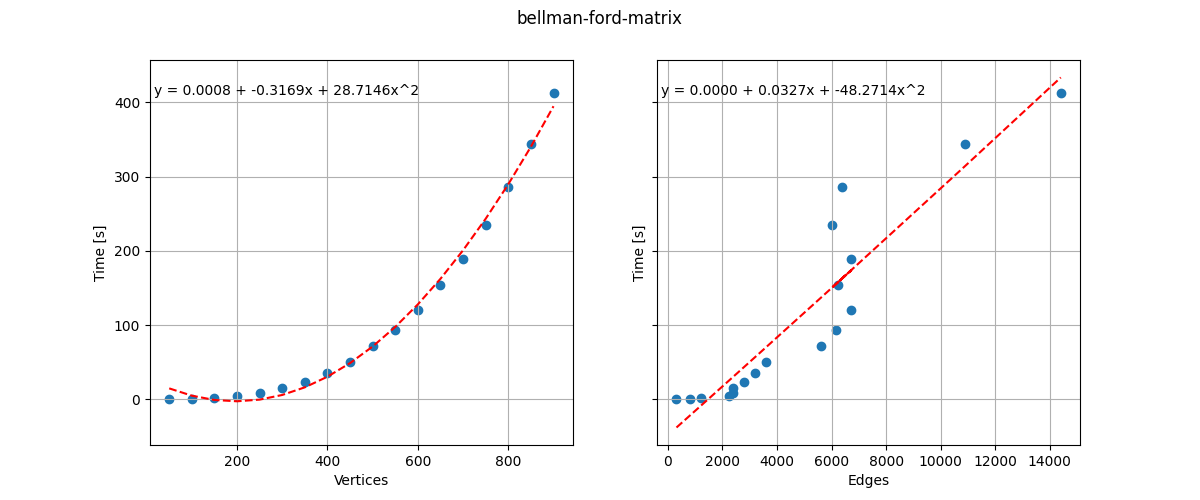 bellman-ford-matrix
y = 0.0008 + -0.3169x + 28.7146x^2
400
300
200
100
0
Time [s]
200 400 600 800
Vertices
y = 0.0000 + 0.0327x + -48.2714x^2
Time [s]
0 2000 4000 6000 8000 10000 12000 14000
Edges